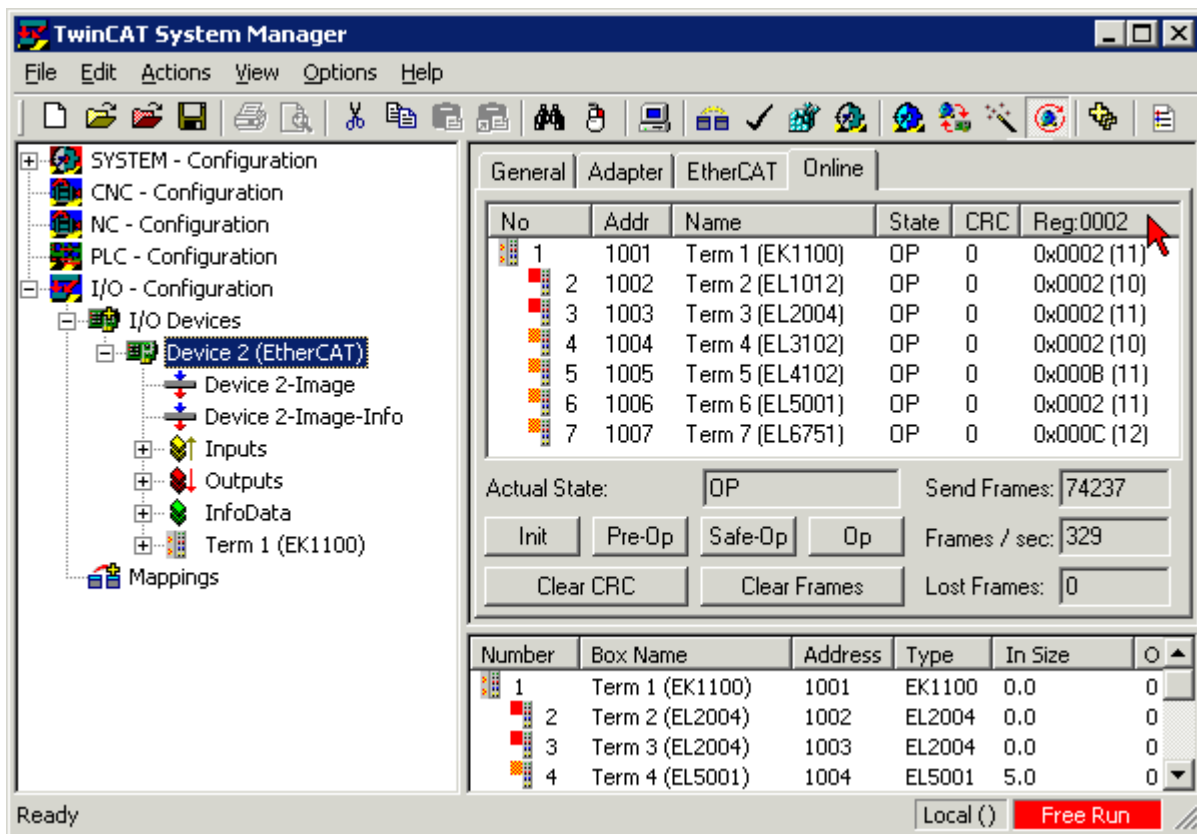 TwinCAT System Manager
File Edit Actions View Options Help
SYSTEM - Configuration
CNC - Configuration
NC - Configuration
PLC - Configuration
I/O - Configuration
I/O Devices
Device 2 (EtherCAT)
Device 2-Image
Device 2-Image-Info
Inputs
Outputs
InfoData
Term 1 (EK1100)
Mappings
General Adapter EtherCAT Online
No Addr Name State CRC Reg:0002
1 1001 Term 1 (EK1100) OP 0 0x0002 (11)
2 1002 Term 2 (EL1012) OP 0 0x0002 (10)
3 1003 Term 3 (EL2004) OP 0 0x0002 (11)
4 1004 Term 4 (EL3102) OP 0 0x0002 (10)
5 1005 Term 5 (EL4102) OP 0 0x000B (11)
6 1006 Term 6 (EL5001) OP 0 0x0002 (11)
7 1007 Term 7 (EL6751) OP 0 0x000C (12)
Actual State: OP Send Frames: 74237
Init Pre-Op Safe-Op Op Frames / sec: 329
Clear CRC Clear Frames Lost Frames: 0
Number Box Name Address Type In Size O
1 Term 1 (EK1100) 1001 EK1100 0.0 0
2 Term 2 (EL2004) 1002 EL2004 0.0 0
3 Term 3 (EL2004) 1003 EL2004 0.0 0
4 Term 4 (EL5001) 1004 EL5001 5.0 0
Ready Local () Free Run